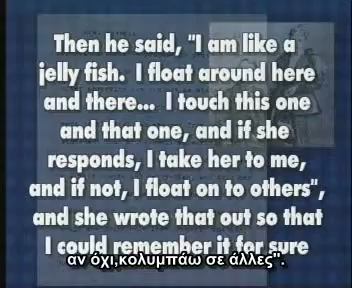 Then he said, "I am like a
jelly fish. I float around here
and there... I touch this one
and that one, and if she
responds, I take her to me,
and if not, I float on to others",
and she wrote that out so that
I could remember it for sure
αν όχι,κολυμπάω σε άλλες".